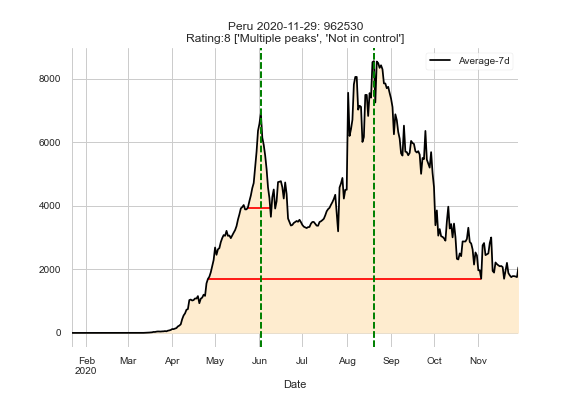 Peru 2020-11-29: 962530
Rating:8 ['Multiple peaks', 'Not in control']
Average-7d
8000
6000
4000
2000
0
Feb Mar Apr May Jun Jul Aug Sep Oct Nov
2020
Date